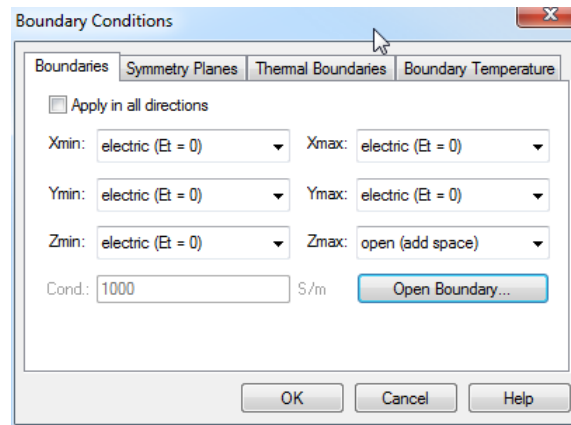 Boundary Conditions
Boundaries Symmetry Planes Thermal Boundaries Boundary Temperature
Apply in all directions
Xmin: electric (Et = 0) Xmax: electric (Et = 0)
Ymin: electric (Et = 0) Ymax: electric (Et = 0)
Zmin: electric (Et = 0) Zmax: open (add space)
Cond.: 1000 S/m Open Boundary...
OK Cancel Help